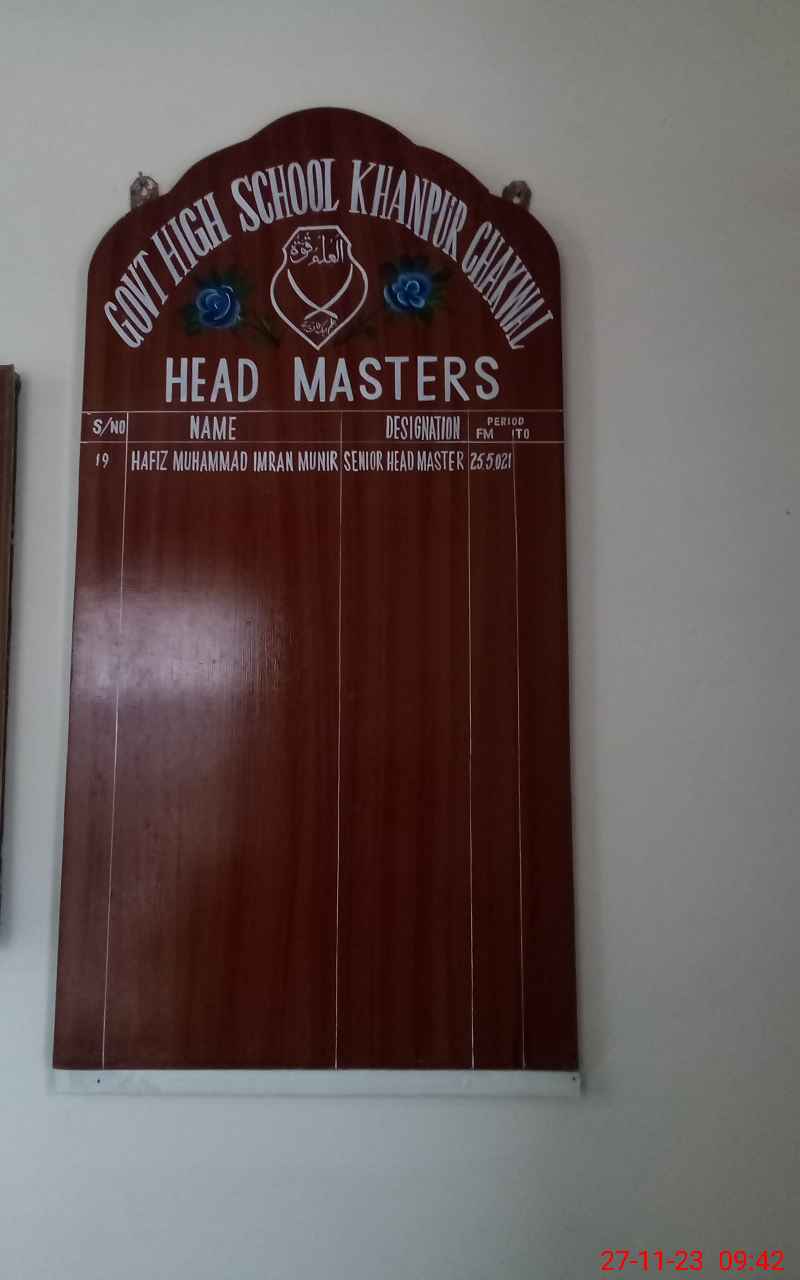 GOVT HIGH SCHOOL KHANPUR CHAKWAL
العلم قوة
HEAD MASTERS
S/NO NAME DESIGNATION PERIOD
FM TO
19 HAFIZ MUHAMMAD IMRAN MUNIR SENIOR HEAD MASTER 25.5.021
27-11-23 09:42